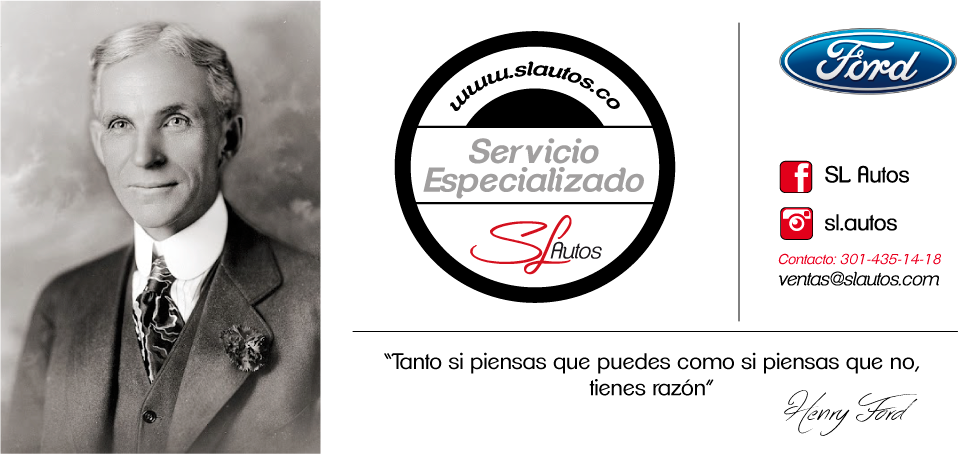 www.slautos.co
Servicio
Especializado
SL Autos
Ford
SL Autos
sl.autos
Contacto: 301-435-14-18
ventas@slautos.com
“Tanto si piensas que puedes como si piensas que no,
tienes razón”
Henry Ford